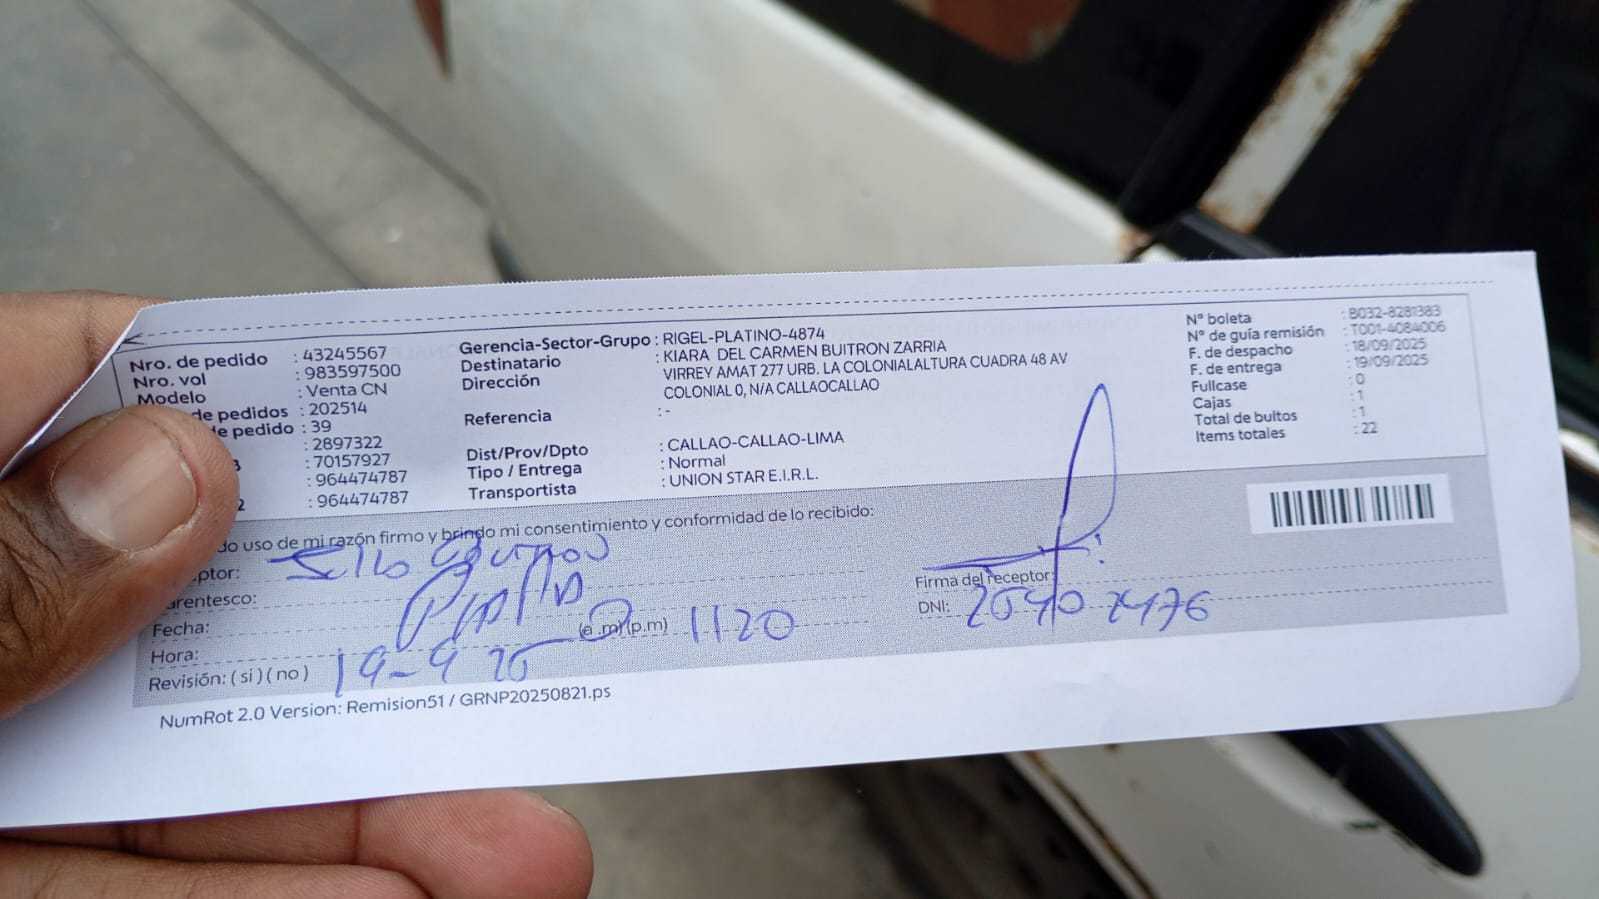 Nro. de pedido : 43245567
Nro. vol : 983597500
Modelo : Venta CN
de pedidos : 202514
de pedido : 39
: 2897322
: 70157927
: 964474787
2 : 964474787
Gerencia-Sector-Grupo : RIGEL-PLATINO-4874
Destinatario : KIARA DEL CARMEN BUITRON ZARRIA
Dirección : VIRREY AMAT 277 URB. LA COLONIALALTURA CUADRA 48 AV
COLONIAL 0, N/A CALLAOCALLAO
Referencia : -
Dist/Prov/Dpto : CALLAO-CALLAO-LIMA
Tipo / Entrega : Normal
Transportista : UNION STAR E.I.R.L.
N° boleta : B032-8281383
N° de guía remisión : T001-4084006
F. de despacho : 18/09/2025
F. de entrega : 19/09/2025
Fullcase : 0
Cajas : 1
Total de bultos : 1
Items totales : 22
do uso de mi razón firmo y brindo mi consentimiento y conformidad de lo recibido:
ptor:
arentesco:
Fecha:
Hora: (a .m) (p.m) 1120
Revisión: ( si ) ( no ) 19-9 25
Firma del receptor:
DNI:
NumRot 2.0 Version: Remision51 / GRNP20250821.ps